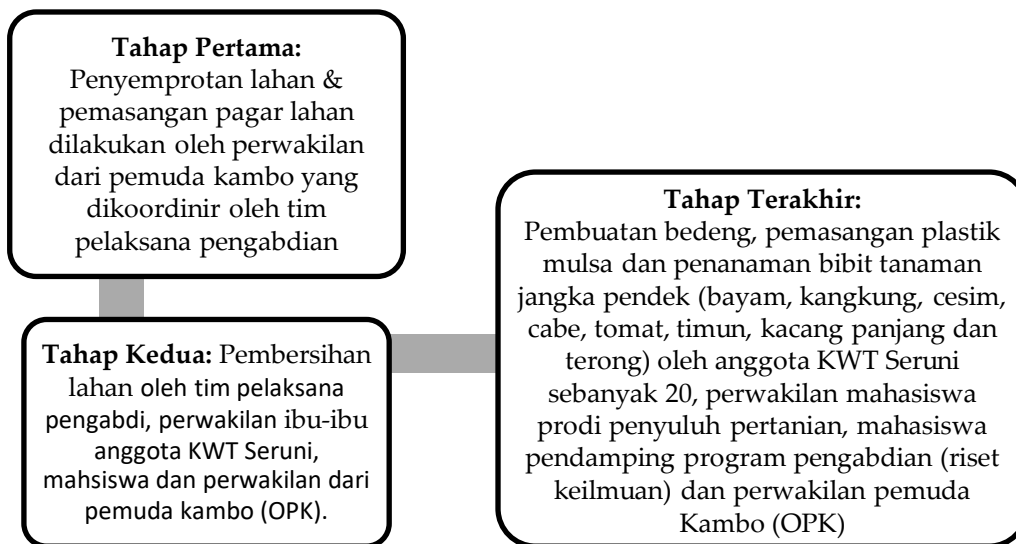 Tahap Pertama:
Penyemprotan lahan &
pemasangan pagar lahan
dilakukan oleh perwakilan
dari pemuda kambo yang
dikoordinir oleh tim
pelaksana pengabdian
Tahap Kedua: Pembersihan
lahan oleh tim pelaksana
pengabdi, perwakilan ibu-ibu
anggota KWT Seruni,
mahsiswa dan perwakilan dari
pemuda kambo (OPK).
Tahap Terakhir:
Pembuatan bedeng, pemasangan plastik
mulsa dan penanaman bibit tanaman
jangka pendek (bayam, kangkung, cesim,
cabe, tomat, timun, kacang panjang dan
terong) oleh anggota KWT Seruni
sebanyak 20, perwakilan mahasiswa
prodi penyuluh pertanian, mahasiswa
pendamping program pengabdian (riset
keilmuan) dan perwakilan pemuda
Kambo (OPK)